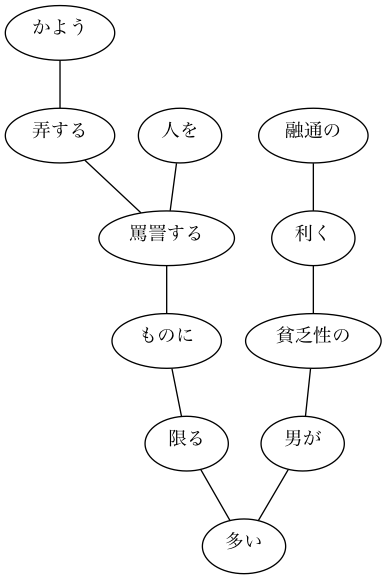 かよう
弄する
人を
融通の
罵詈する
利く
ものに
貧乏性の
限る
男が
多い